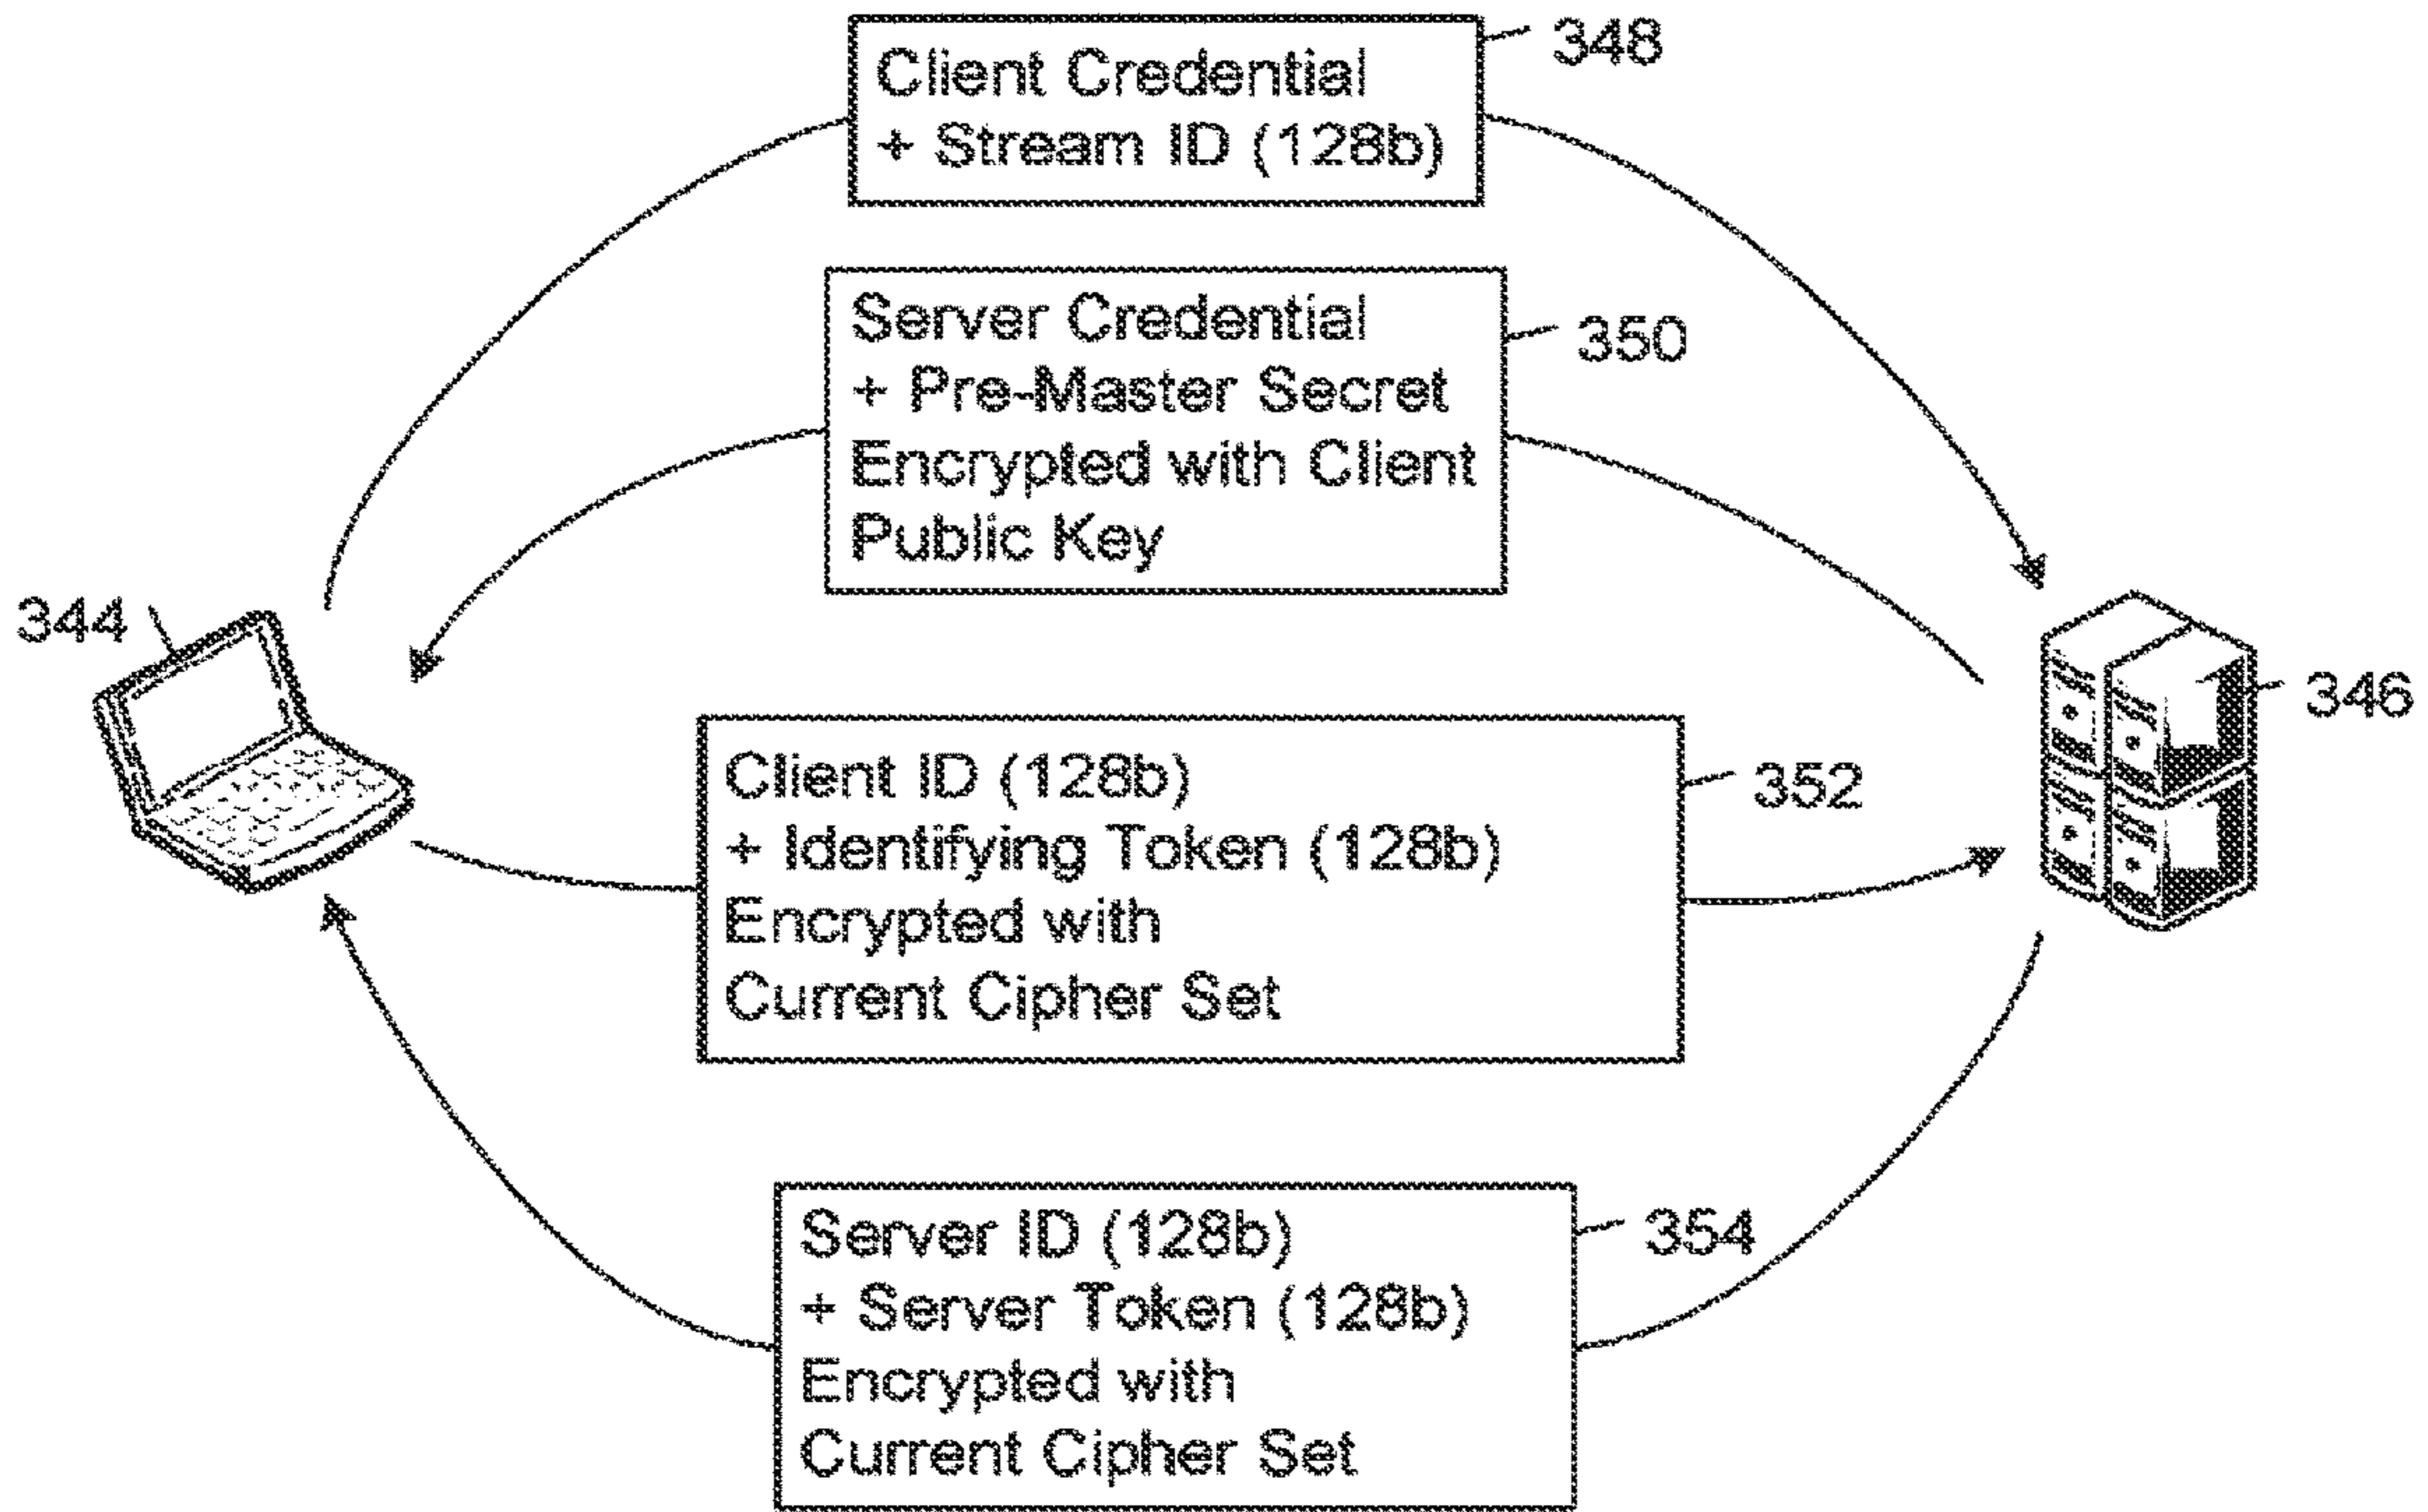 Client Credential
+ Stream ID (128b)
348
Server Credential
+ Pre-Master Secret
Encrypted with Client
Public Key
350
344
346
Client ID (128b)
+ Identifying Token (128b)
Encrypted with
Current Cipher Set
352
Server ID (128b)
+ Server Token (128b)
Encrypted with
Current Cipher Set
354